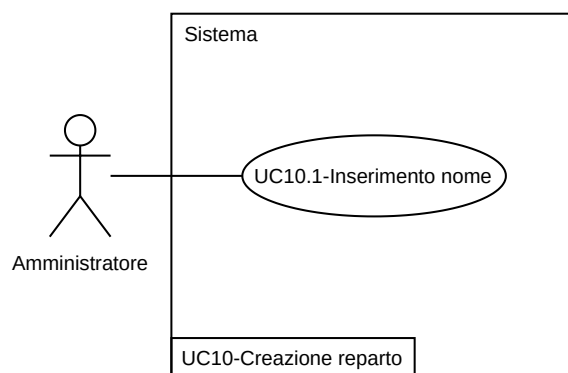 Sistema
UC10.1-Inserimento nome
Amministratore
UC10-Creazione reparto